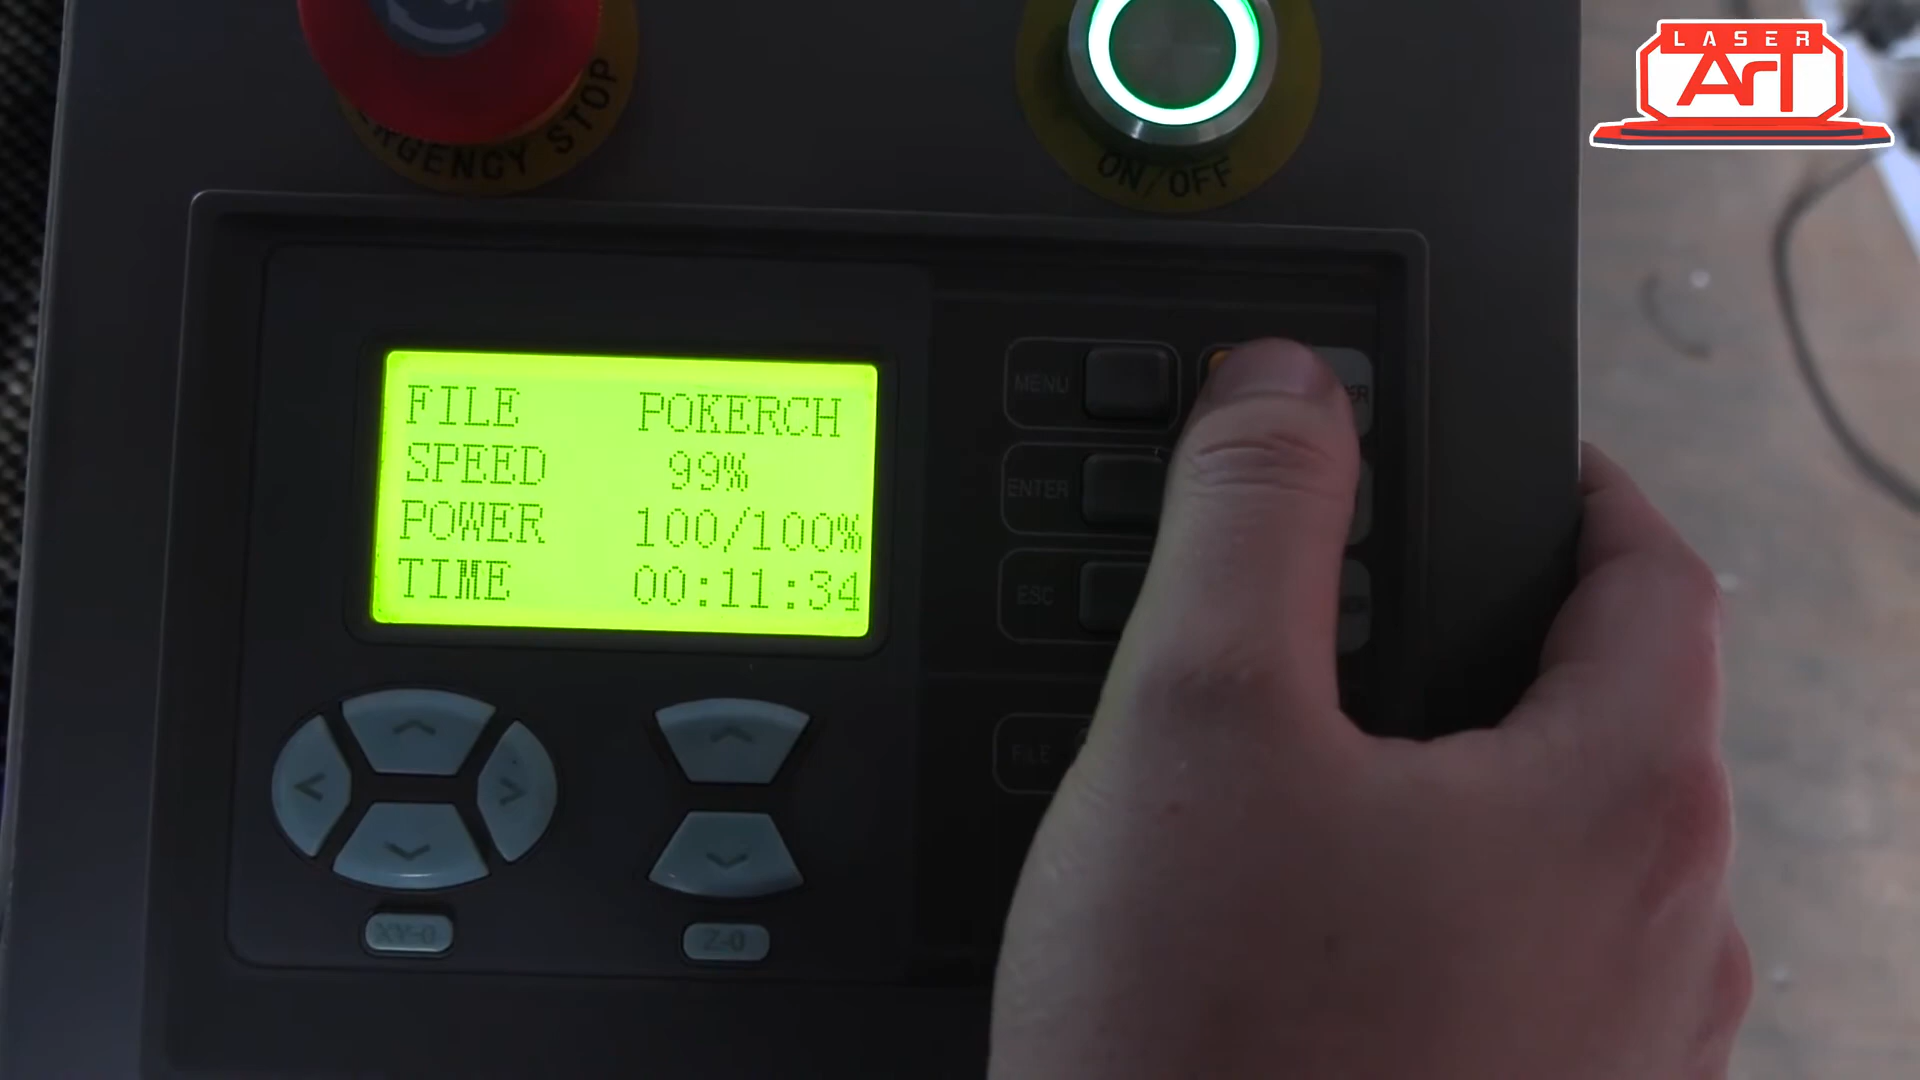 LASER
Art
EMERGENCY STOP
ON/OFF
FILE POKERCH
SPEED 99%
POWER 100/100%
TIME 00:11:34
MENU
ENTER
ESC
FILE
XY-0
Z-0